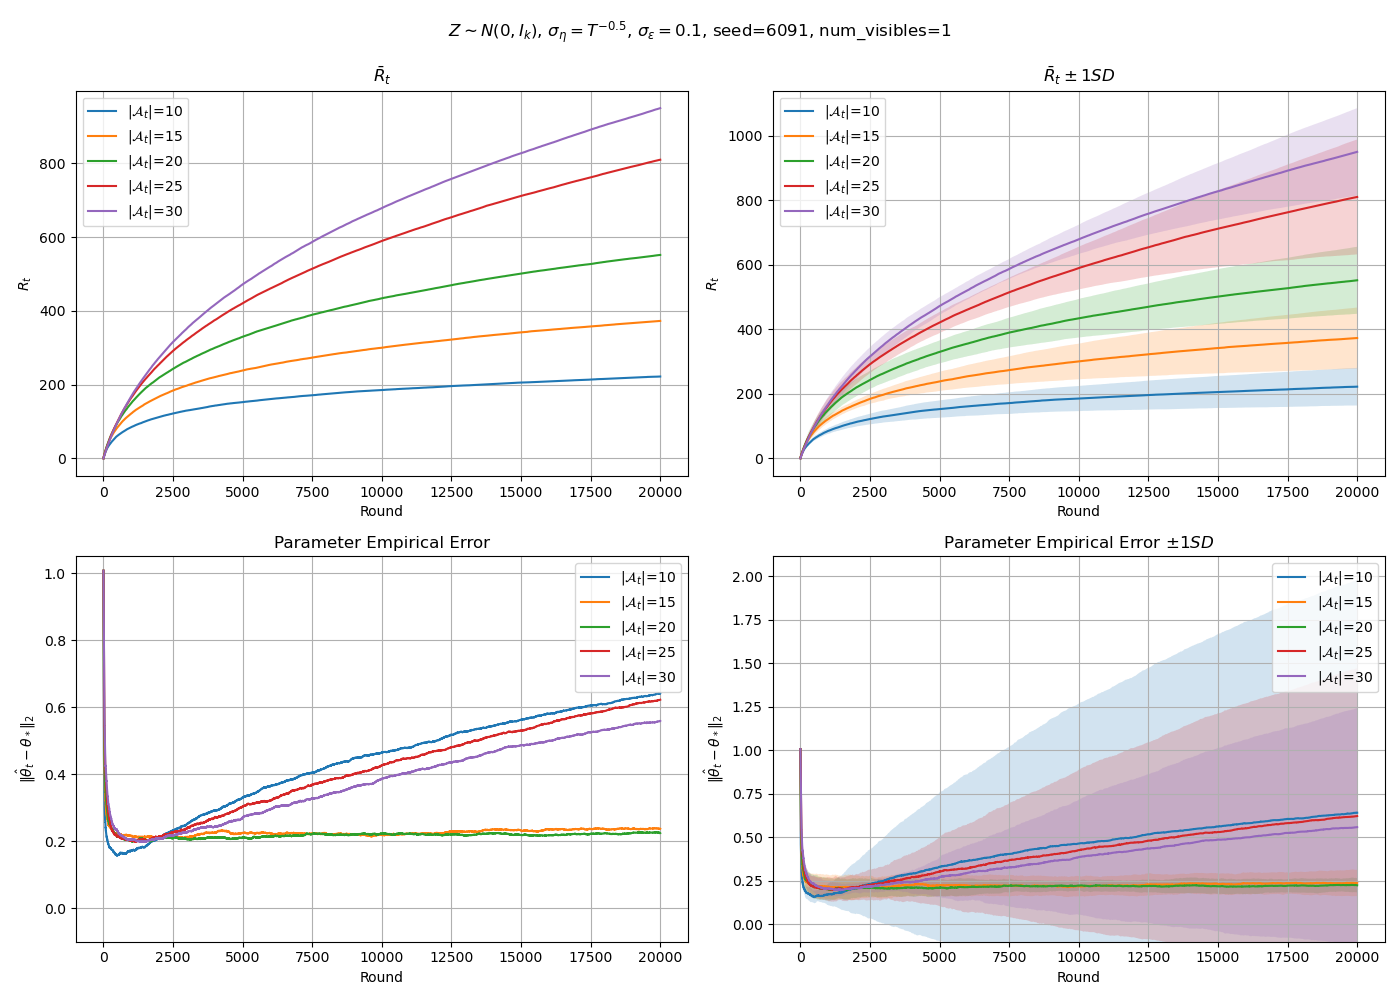 Z ∼ N(0, I_k), σ_η = T^{−0.5}, σ_ε = 0.1, seed=6091, num_visibles=1
R̄_t
R_t
800
600
400
200
0
|𝒜_t|=10
|𝒜_t|=15
|𝒜_t|=20
|𝒜_t|=25
|𝒜_t|=30
0 2500 5000 7500 10000 12500 15000 17500 20000
Round
R̄_t ± 1SD
R_t
1000
800
600
400
200
0
|𝒜_t|=10
|𝒜_t|=15
|𝒜_t|=20
|𝒜_t|=25
|𝒜_t|=30
0 2500 5000 7500 10000 12500 15000 17500 20000
Round
Parameter Empirical Error
‖θ̂_t − θ_*‖_2
1.0
0.8
0.6
0.4
0.2
0.0
|𝒜_t|=10
|𝒜_t|=15
|𝒜_t|=20
|𝒜_t|=25
|𝒜_t|=30
0 2500 5000 7500 10000 12500 15000 17500 20000
Round
Parameter Empirical Error ±1SD
‖θ̂_t − θ_*‖_2
2.00
1.75
1.50
1.25
1.00
0.75
0.50
0.25
0.00
|𝒜_t|=10
|𝒜_t|=15
|𝒜_t|=20
|𝒜_t|=25
|𝒜_t|=30
0 2500 5000 7500 10000 12500 15000 17500 20000
Round